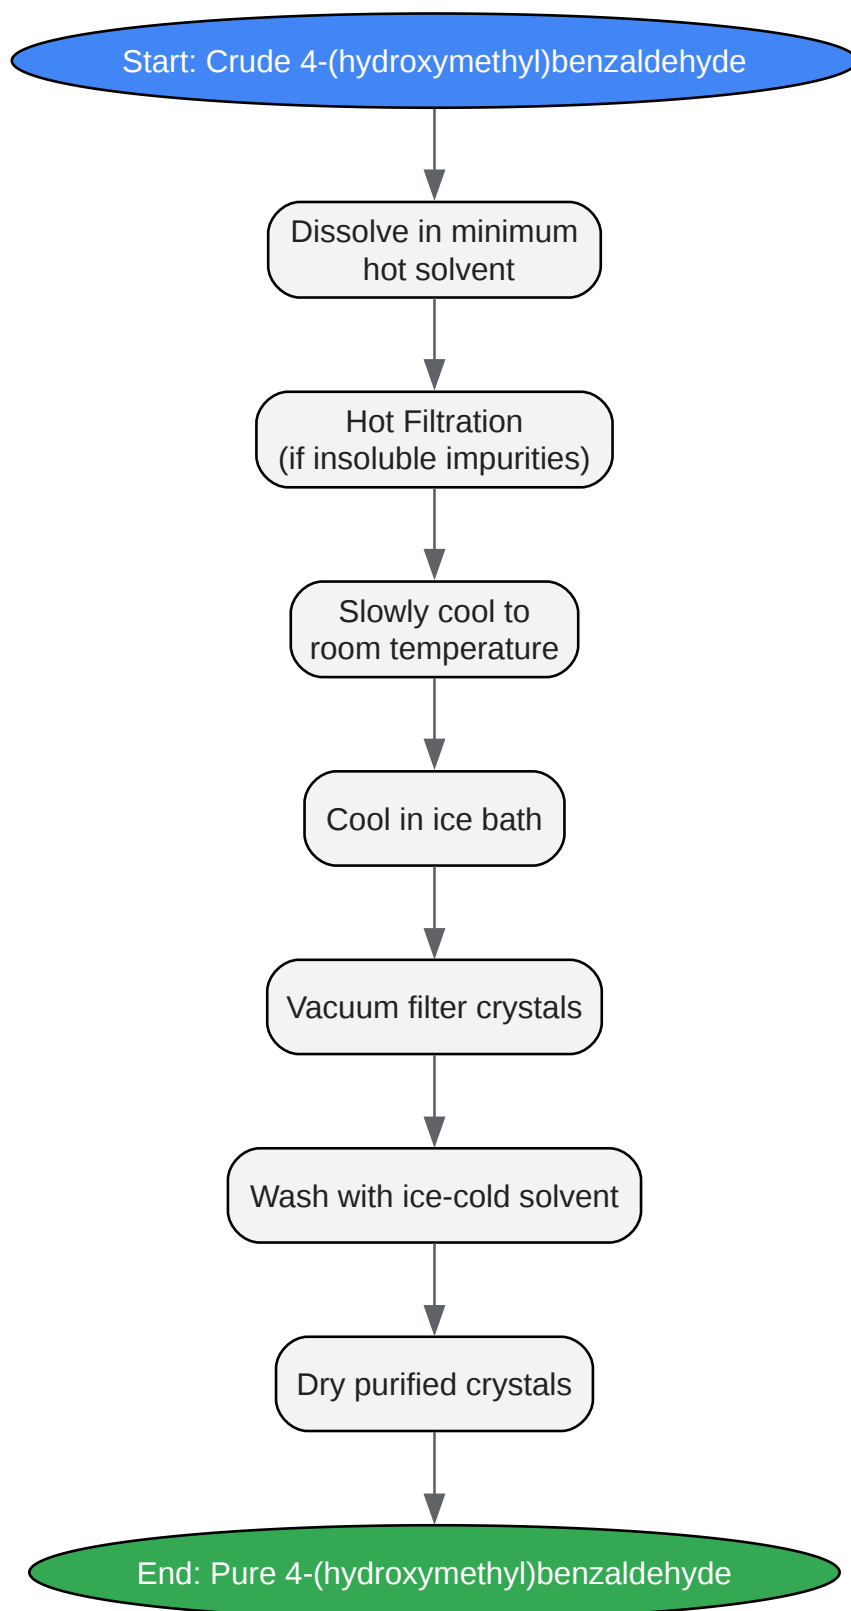 Start: Crude 4-(hydroxymethyl)benzaldehyde
Dissolve in minimum
hot solvent
Hot Filtration
(if insoluble impurities)
Slowly cool to
room temperature
Cool in ice bath
Vacuum filter crystals
Wash with ice-cold solvent
Dry purified crystals
End: Pure 4-(hydroxymethyl)benzaldehyde